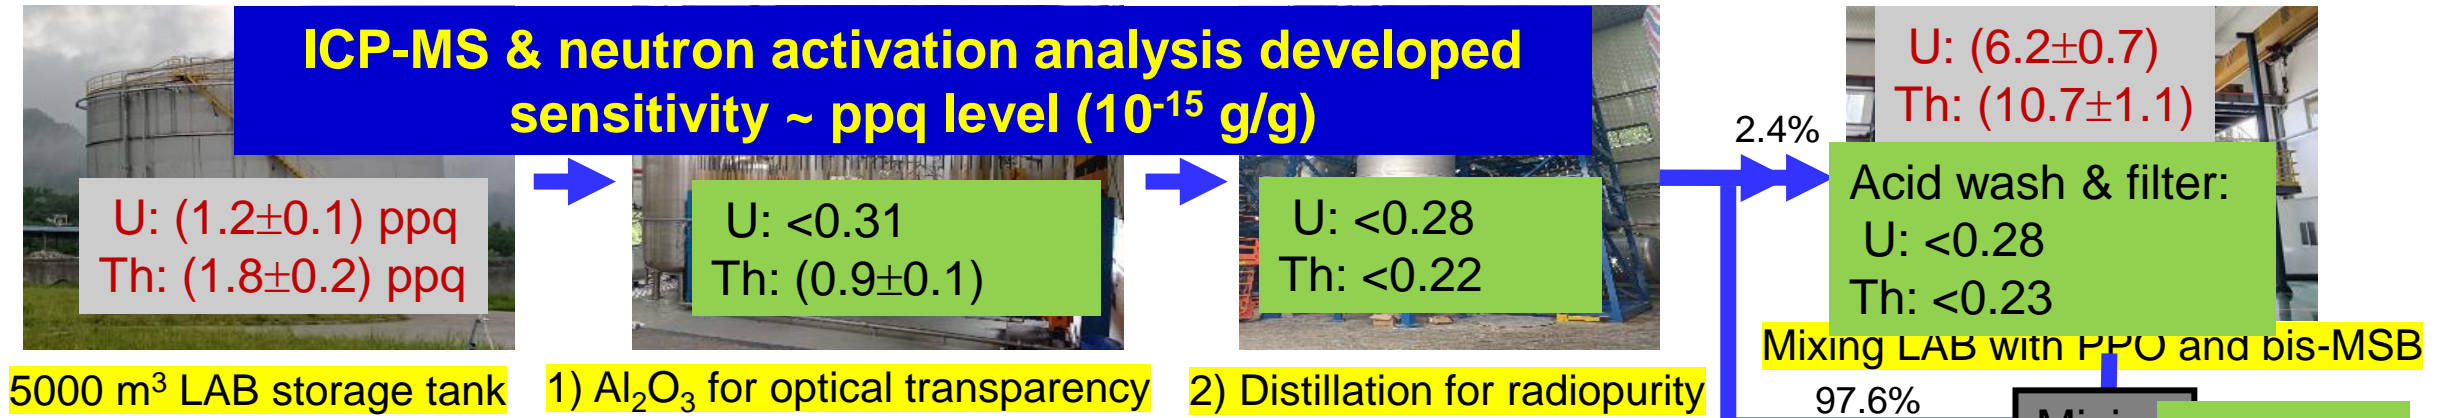 ICP-MS & neutron activation analysis developed
sensitivity ~ ppq level (10⁻¹⁵ g/g)
U: (1.2±0.1) ppq
Th: (1.8±0.2) ppq
5000 m³ LAB storage tank
U: <0.31
Th: (0.9±0.1)
1) Al₂O₃ for optical transparency
U: <0.28
Th: <0.22
2) Distillation for radiopurity
2.4%
U: (6.2±0.7)
Th: (10.7±1.1)
Acid wash & filter:
U: <0.28
Th: <0.23
Mixing LAB with PPO and bis-MSB
97.6%